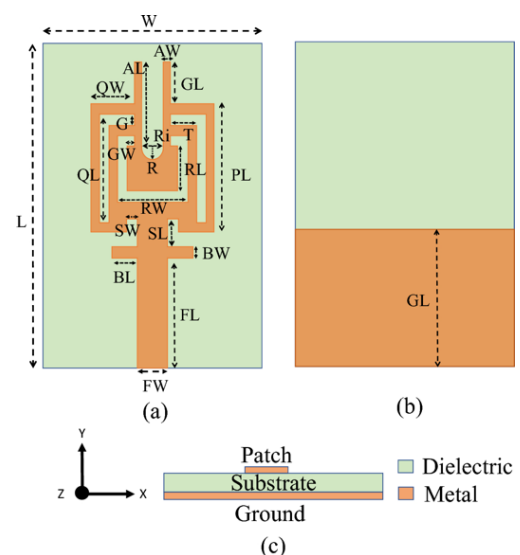 W
AW
AL
GL
QW
G
Ri
T
GW
R
RL
PL
QL
RW
L
SW
SL
BW
BL
FL
GL
FW
(a)
(b)
Y
Z
X
Patch
Substrate
Ground
Dielectric
Metal
(c)